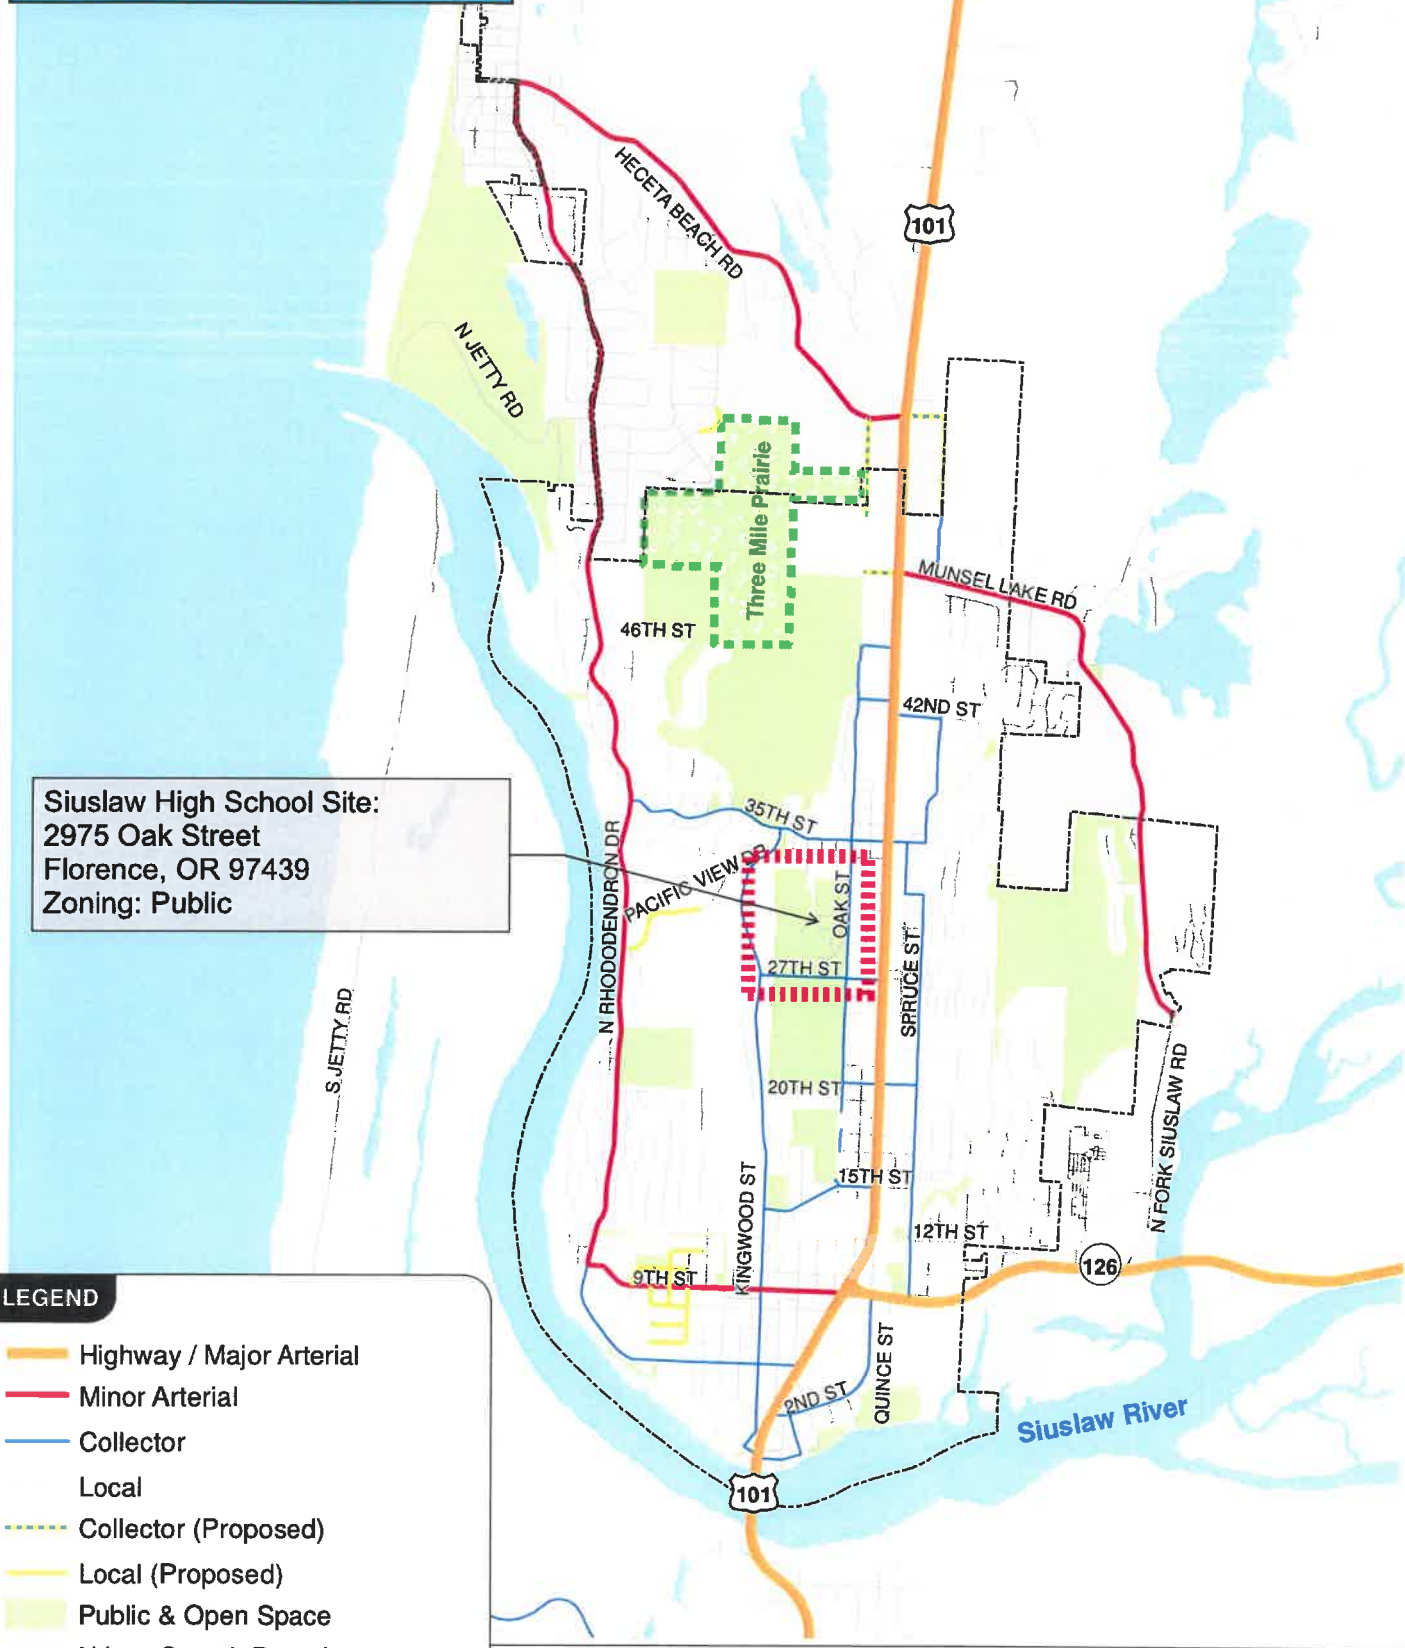 HECETA BEACH RD
101
N JETTY RD
Three Mile Prairie
MUNSEL LAKE RD
46TH ST
42ND ST
Siuslaw High School Site:
2975 Oak Street
Florence, OR 97439
Zoning: Public
35TH ST
N RHODODENDRON DR
PACIFIC VIEW DR
OAK ST
27TH ST
SPRUCE ST
S JETTY RD
20TH ST
N FORK SIUSLAW RD
15TH ST
KINGWOOD ST
12TH ST
126
9TH ST
QUINCE ST
2ND ST
Siuslaw River
101
LEGEND
Highway / Major Arterial
Minor Arterial
Collector
Local
Collector (Proposed)
Local (Proposed)
Public & Open Space